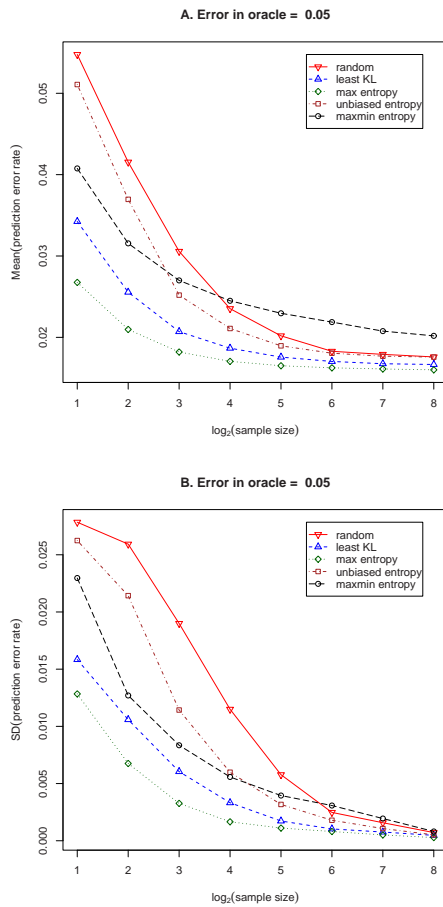 A. Error in oracle = 0.05
Mean(prediction error rate)
0.05
0.04
0.03
0.02
random
least KL
max entropy
unbiased entropy
maxmin entropy
1 2 3 4 5 6 7 8
log₂(sample size)
B. Error in oracle = 0.05
SD(prediction error rate)
0.025
0.020
0.015
0.010
0.005
0.000
random
least KL
max entropy
unbiased entropy
maxmin entropy
1 2 3 4 5 6 7 8
log₂(sample size)